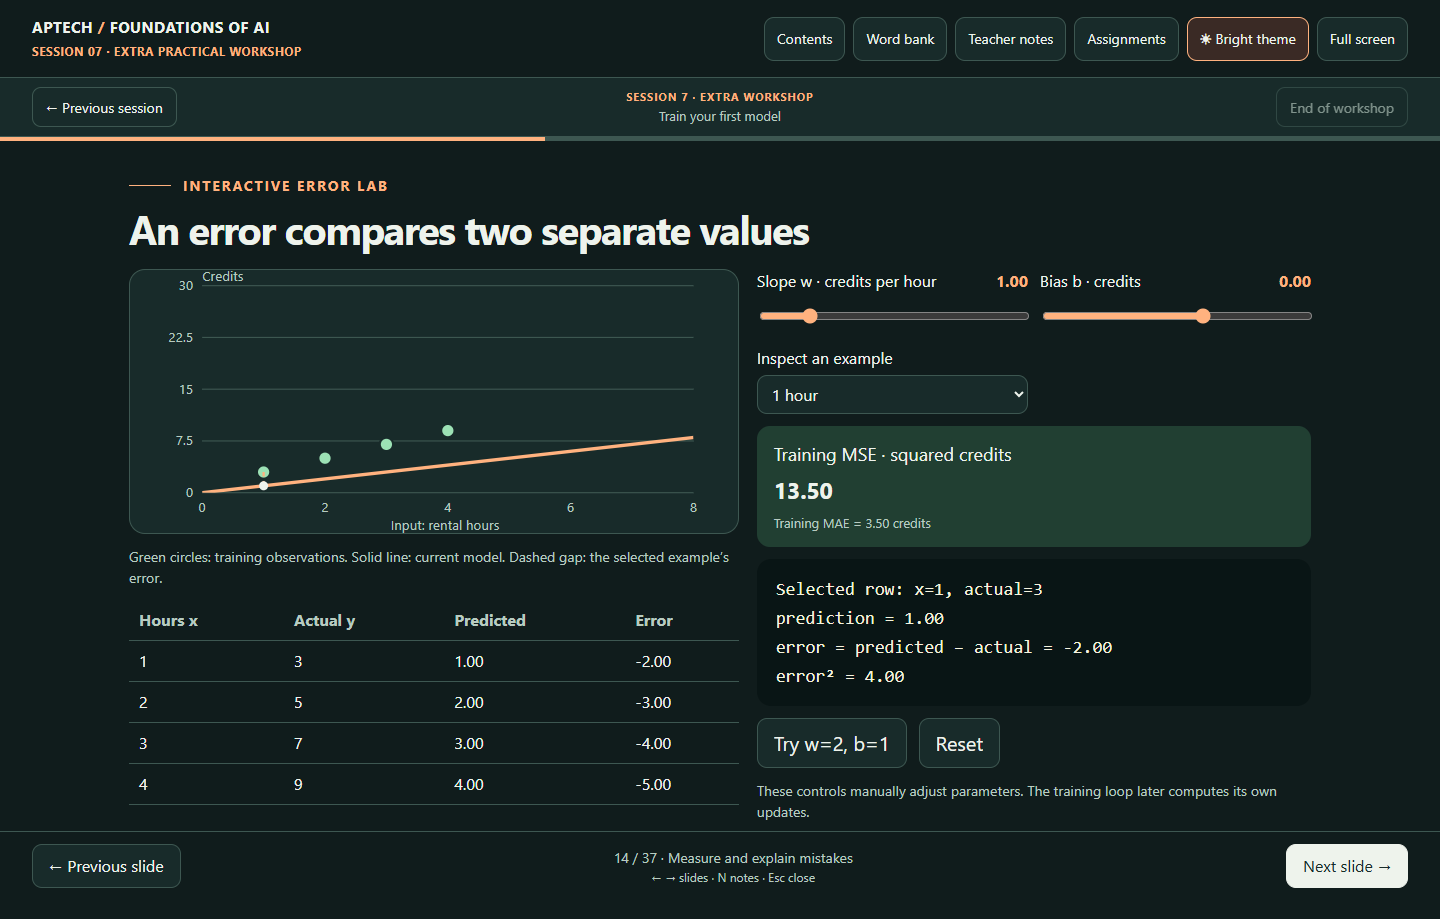 APTECH / FOUNDATIONS OF AI
SESSION 07 · EXTRA PRACTICAL WORKSHOP
Contents
Word bank
Teacher notes
Assignments
☀ Bright theme
Full screen
← Previous session
SESSION 7 · EXTRA WORKSHOP
Train your first model
End of workshop
INTERACTIVE ERROR LAB
An error compares two separate values
Credits
30
22.5
15
7.5
0
0 2 4 6 8
Input: rental hours
Green circles: training observations. Solid line: current model. Dashed gap: the selected example's
error.
Hours x Actual y Predicted Error
1 3 1.00 -2.00
2 5 2.00 -3.00
3 7 3.00 -4.00
4 9 4.00 -5.00
Slope w · credits per hour 1.00
Bias b · credits 0.00
Inspect an example
1 hour
Training MSE · squared credits
13.50
Training MAE = 3.50 credits
Selected row: x=1, actual=3
prediction = 1.00
error = predicted − actual = -2.00
error² = 4.00
Try w=2, b=1
Reset
These controls manually adjust parameters. The training loop later computes its own
updates.
← Previous slide
14 / 37 · Measure and explain mistakes
← → slides · N notes · Esc close
Next slide →